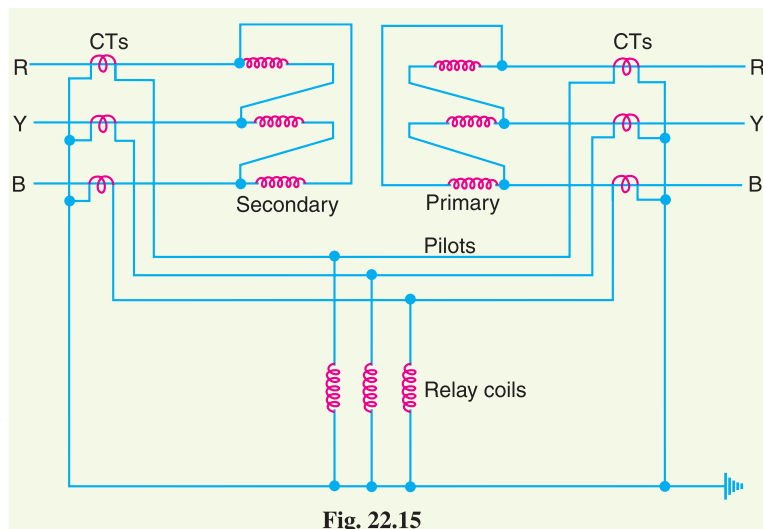 CTs
CTs
R
R
Y
Y
B
B
Secondary
Primary
Pilots
Relay coils
Fig. 22.15